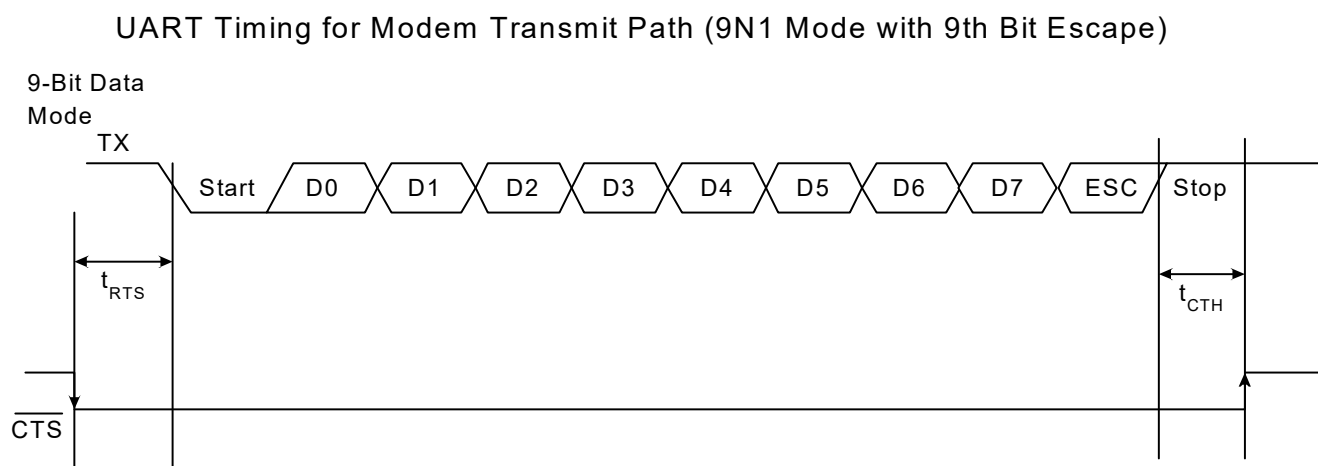 UART Timing for Modem Transmit Path (9N1 Mode with 9th Bit Escape)
9-Bit Data
Mode
TX
Start D0 D1 D2 D3 D4 D5 D6 D7 ESC Stop
tRTS
tCTH
CTS